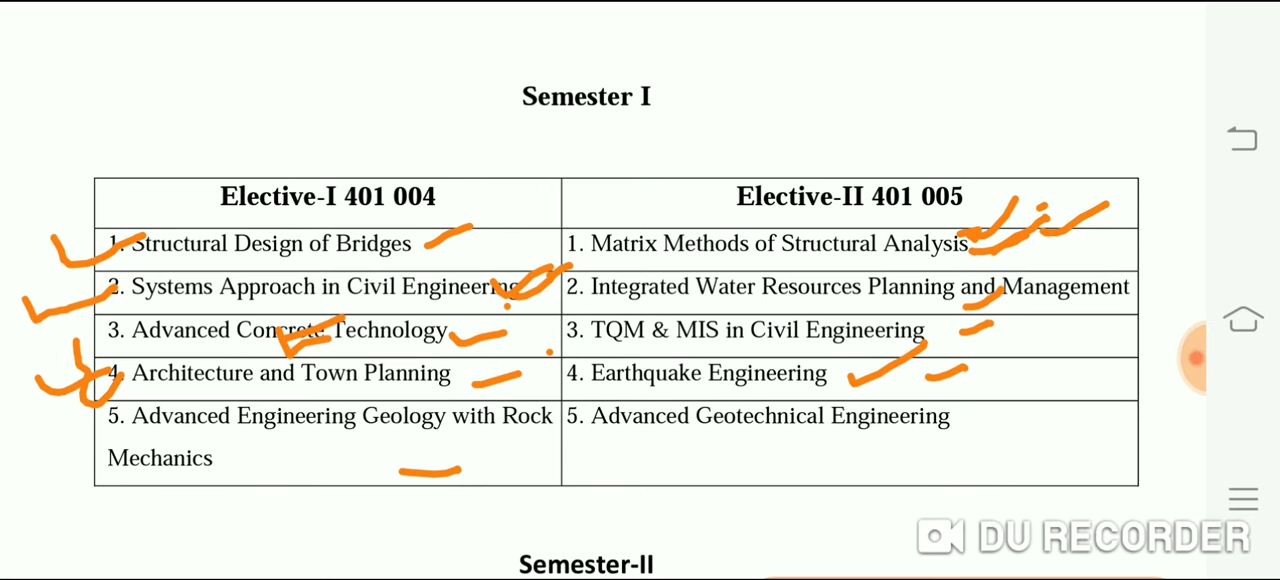 Semester I
Elective-I 401 004
Elective-II 401 005
1. Structural Design of Bridges
1. Matrix Methods of Structural Analysis
2. Systems Approach in Civil Engineering
2. Integrated Water Resources Planning and Management
3. Advanced Concrete Technology
3. TQM & MIS in Civil Engineering
4. Architecture and Town Planning
4. Earthquake Engineering
5. Advanced Engineering Geology with Rock
Mechanics
5. Advanced Geotechnical Engineering
DU RECORDER
Semester-II